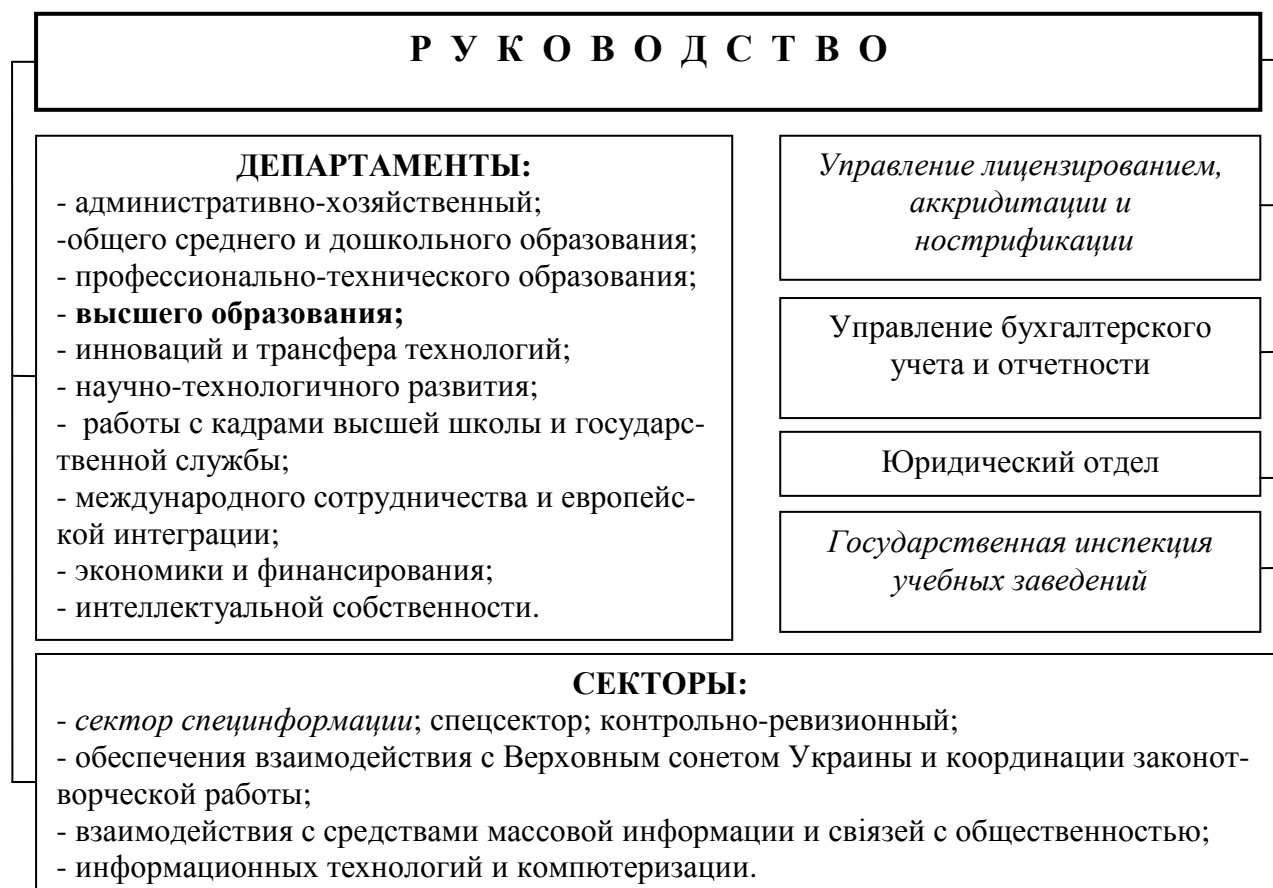 Р У К О В О Д С Т В О
ДЕПАРТАМЕНТЫ:
- административно-хозяйственный;
-общего среднего и дошкольного образования;
- профессионально-технического образования;
- высшего образования;
- инноваций и трансфера технологий;
- научно-технологичного развития;
- работы с кадрами высшей школы и государс-
твенной службы;
- международного сотрудничества и европейс-
кой интеграции;
- экономики и финансирования;
- интеллектуальной собственности.
Управление лицензированием,
аккридитации и
нострификации
Управление бухгалтерского
учета и отчетности
Юридический отдел
Государственная инспекция
учебных заведений
СЕКТОРЫ:
- сектор специнформации; спецсектор; контрольно-ревизионный;
- обеспечения взаимодействия с Верховным сонетом Украины и координации законот-
ворческой работы;
- взаимодействия с средствами массовой информации и свіязей с общественностью;
- информационных технологий и компютеризации.